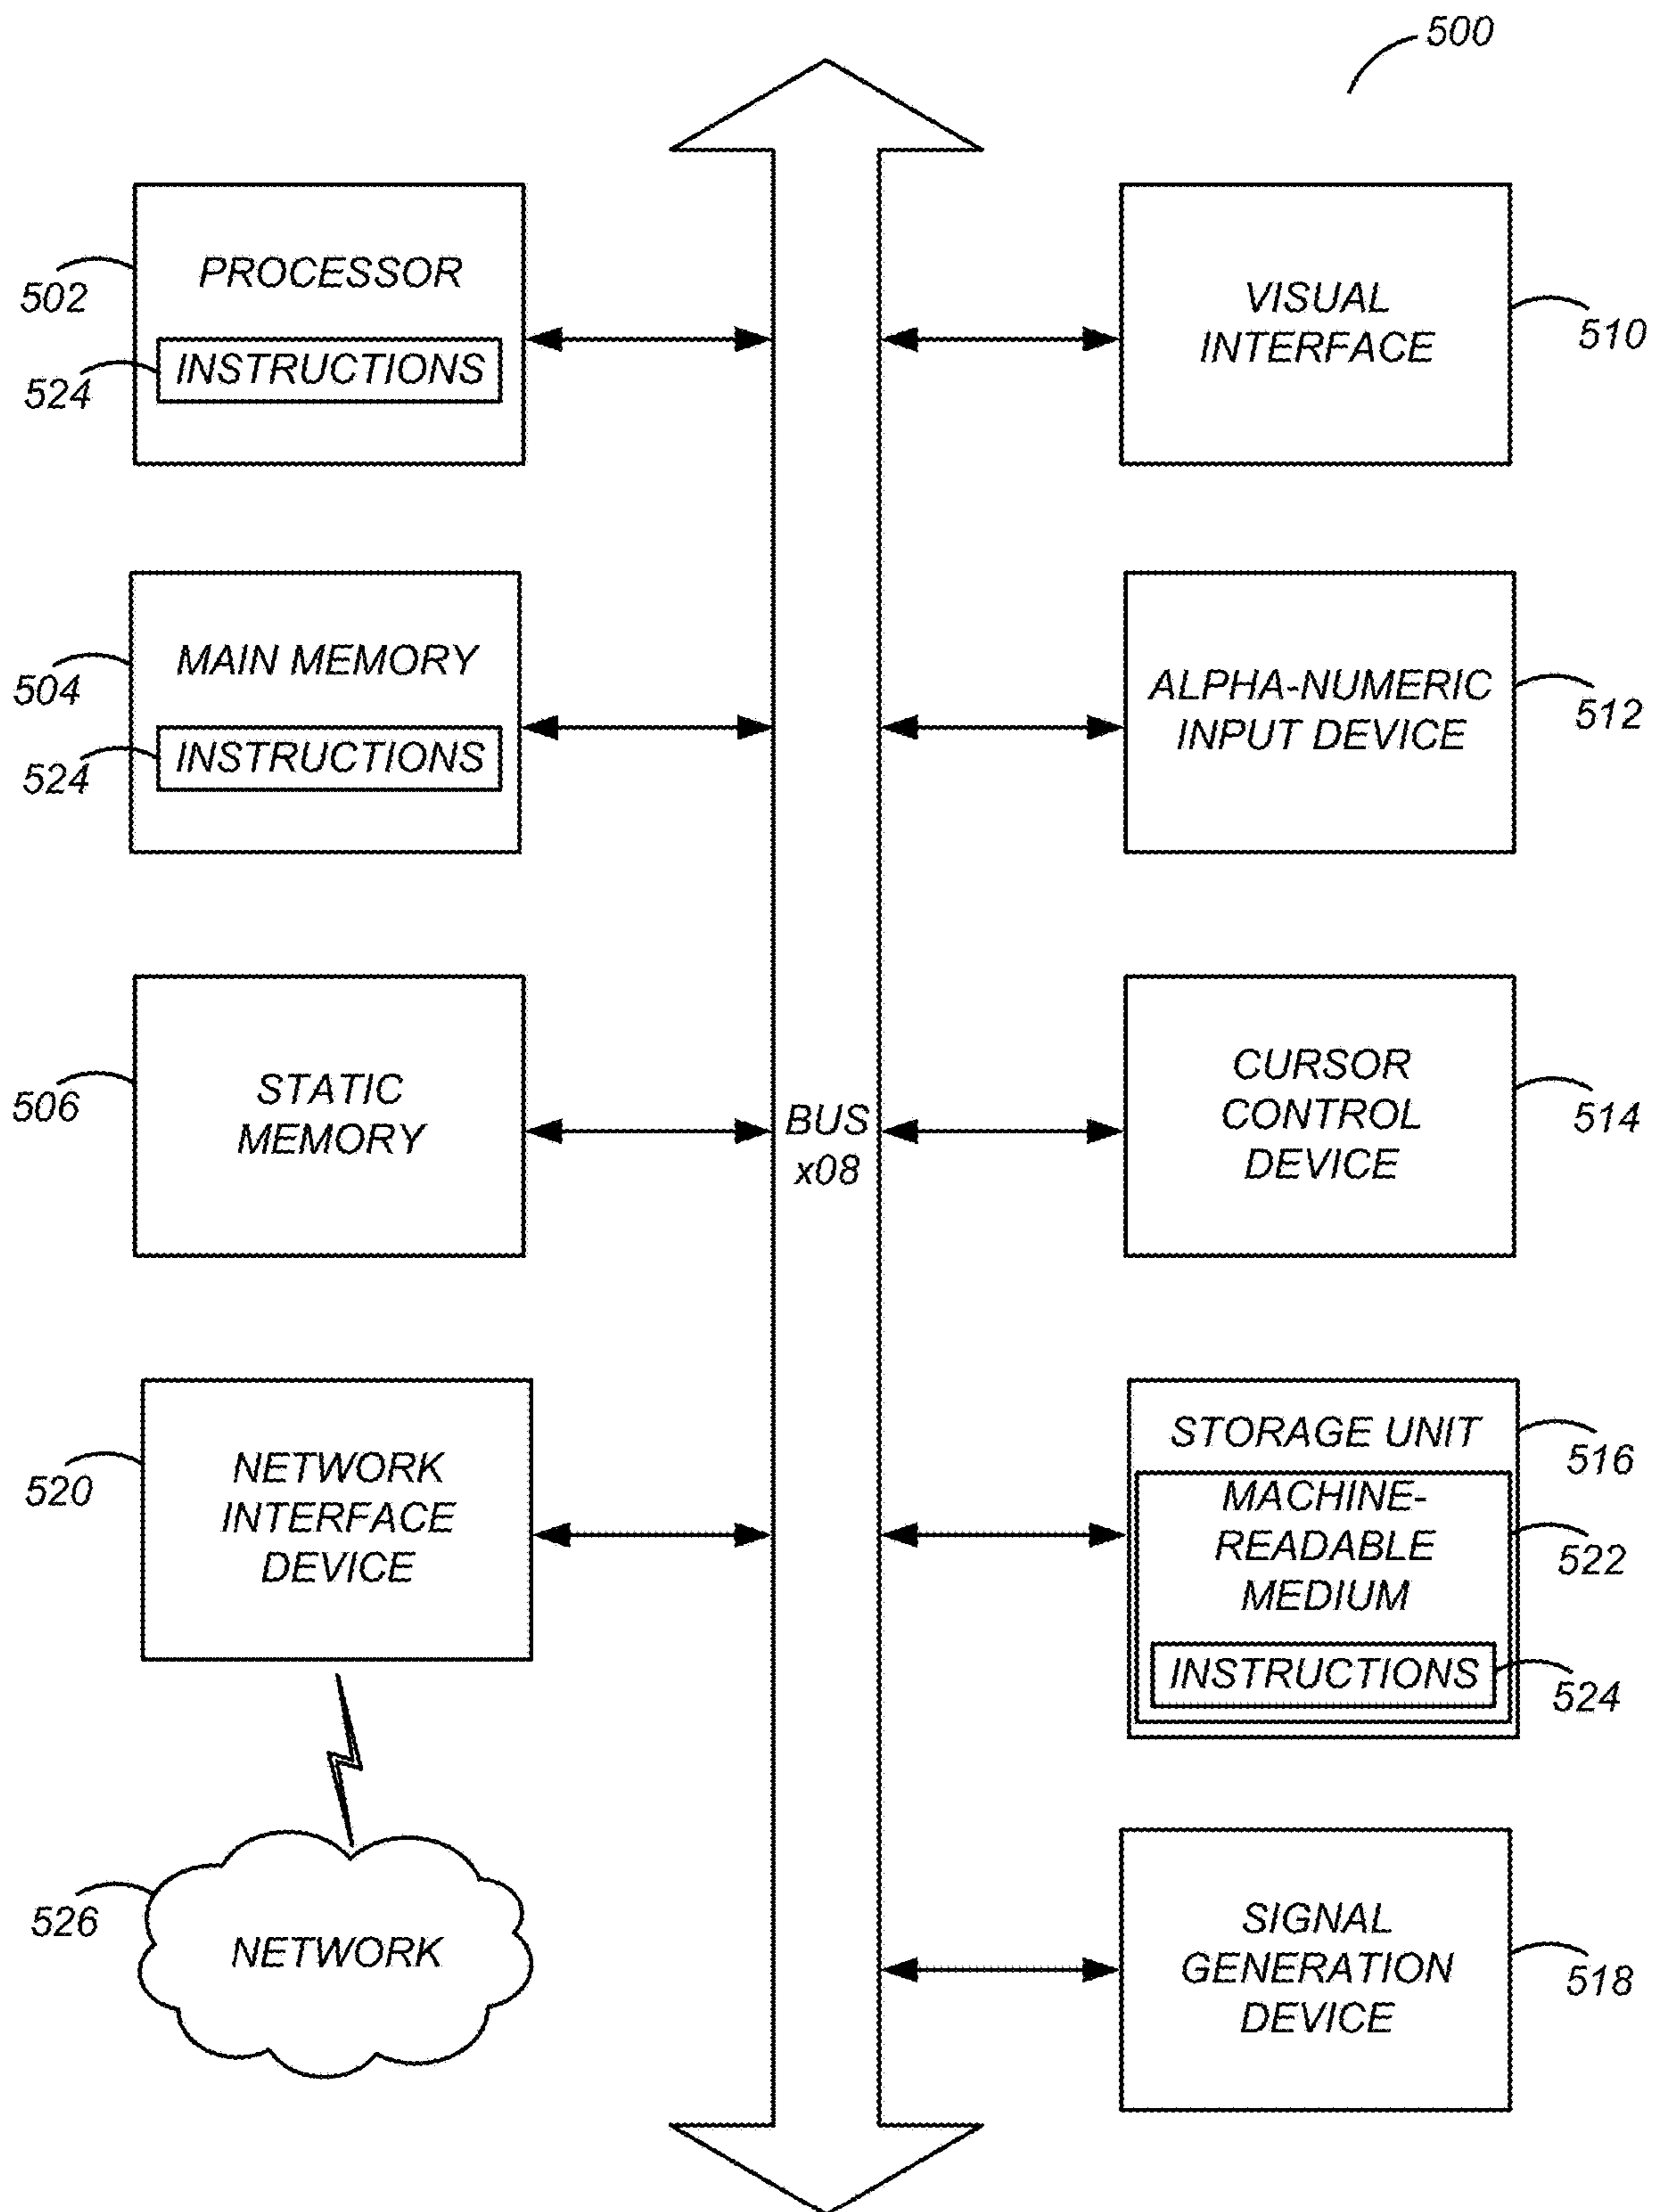 500
PROCESSOR
502
INSTRUCTIONS
524
VISUAL
INTERFACE
510
MAIN MEMORY
504
INSTRUCTIONS
524
ALPHA-NUMERIC
INPUT DEVICE
512
STATIC
MEMORY
506
BUS
x08
CURSOR
CONTROL
DEVICE
514
NETWORK
INTERFACE
DEVICE
520
STORAGE UNIT
516
MACHINE-
READABLE
MEDIUM
522
INSTRUCTIONS
524
NETWORK
526
SIGNAL
GENERATION
DEVICE
518